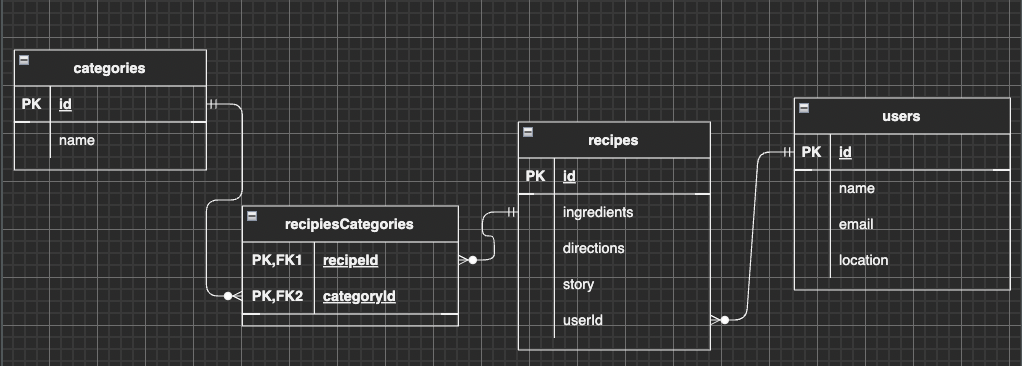 categories
PK id
name
recipiesCategories
PK,FK1 recipeId
PK,FK2 categoryId
recipes
PK id
ingredients
directions
story
userId
users
PK id
name
email
location